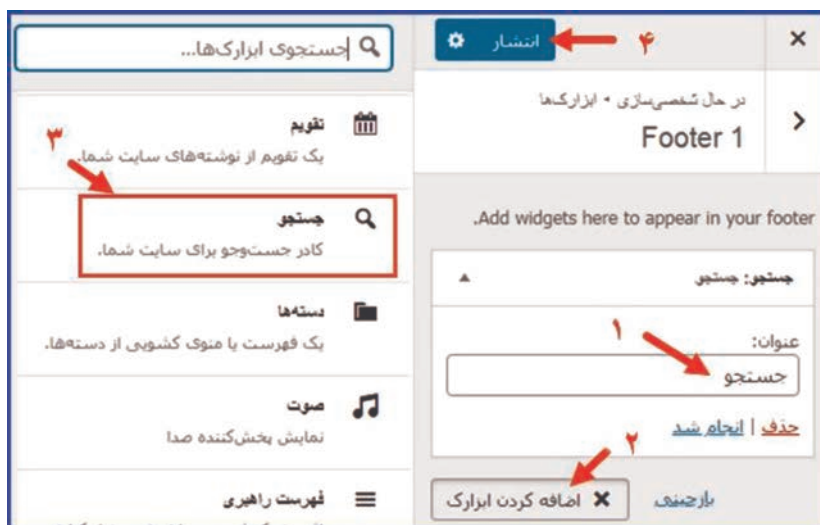 انتشار
۴
در حال شخصی‌سازی • ابزارک‌ها
Footer 1
Add widgets here to appear in your footer.
جستجو: جستجو
۱
عنوان:
جستجو
حذف | انجام شد
۲
بازچینی
اضافه کردن ابزارک
جستجوی ابزارک‌ها...
تقویم
۳
یک تقویم از نوشته‌های سایت شما.
جستجو
کادر جست‌وجو برای سایت شما.
دسته‌ها
یک فهرست یا منوی کشویی از دسته‌ها.
صوت
نمایش پخش‌کننده صدا
فهرست راهبری